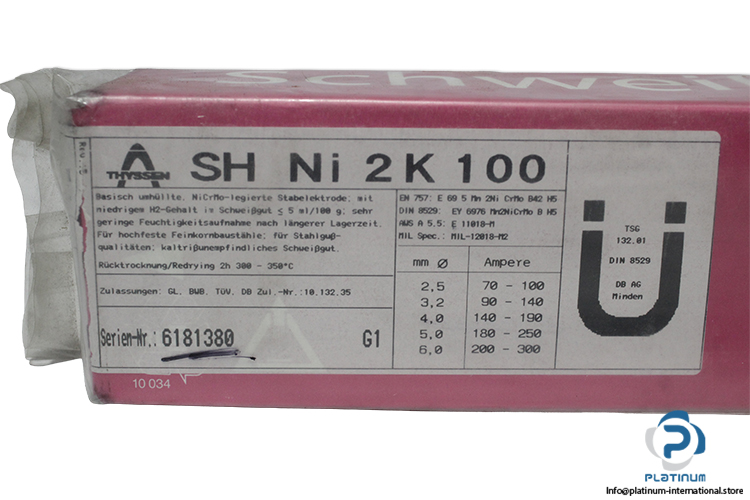 Schwei
Rev.
THYSSEN
SH Ni 2K 100
Basisch umhüllte, NiCrMo-legierte Stabelektrode; mit
niedrigem H2-Gehalt im Schweißgut ≤ 5 ml/100 g; sehr
geringe Feuchtigkeitsaufnahme nach längerer Lagerzeit.
Für hochfeste Feinkornbaustähle; für Stahlguß-
qualitäten; kaltrißunempfindliches Schweißgut.
Rücktrocknung/Redrying 2h 300 - 350°C
Zulassungen: GL, BWB, TÜV, DB Zul.-Nr.:10.132.35
Serien-Nr.: 6181380 G1
EN 757: E 69 5 Mn 2Ni CrMo B42 H5
DIN 8529: EY 6976 Mn2NiCrMo B H5
AWS A 5.5: E 11018-M
MIL Spec.: MIL-12018-M2
mm Ø Ampere
2,5 70 - 100
3,2 90 - 140
4,0 140 - 190
5,0 180 - 250
6,0 200 - 300
TSG
132.01
DIN 8529
DB AG
Minden
10 034
PLATINUM
Info@platinum-international.store